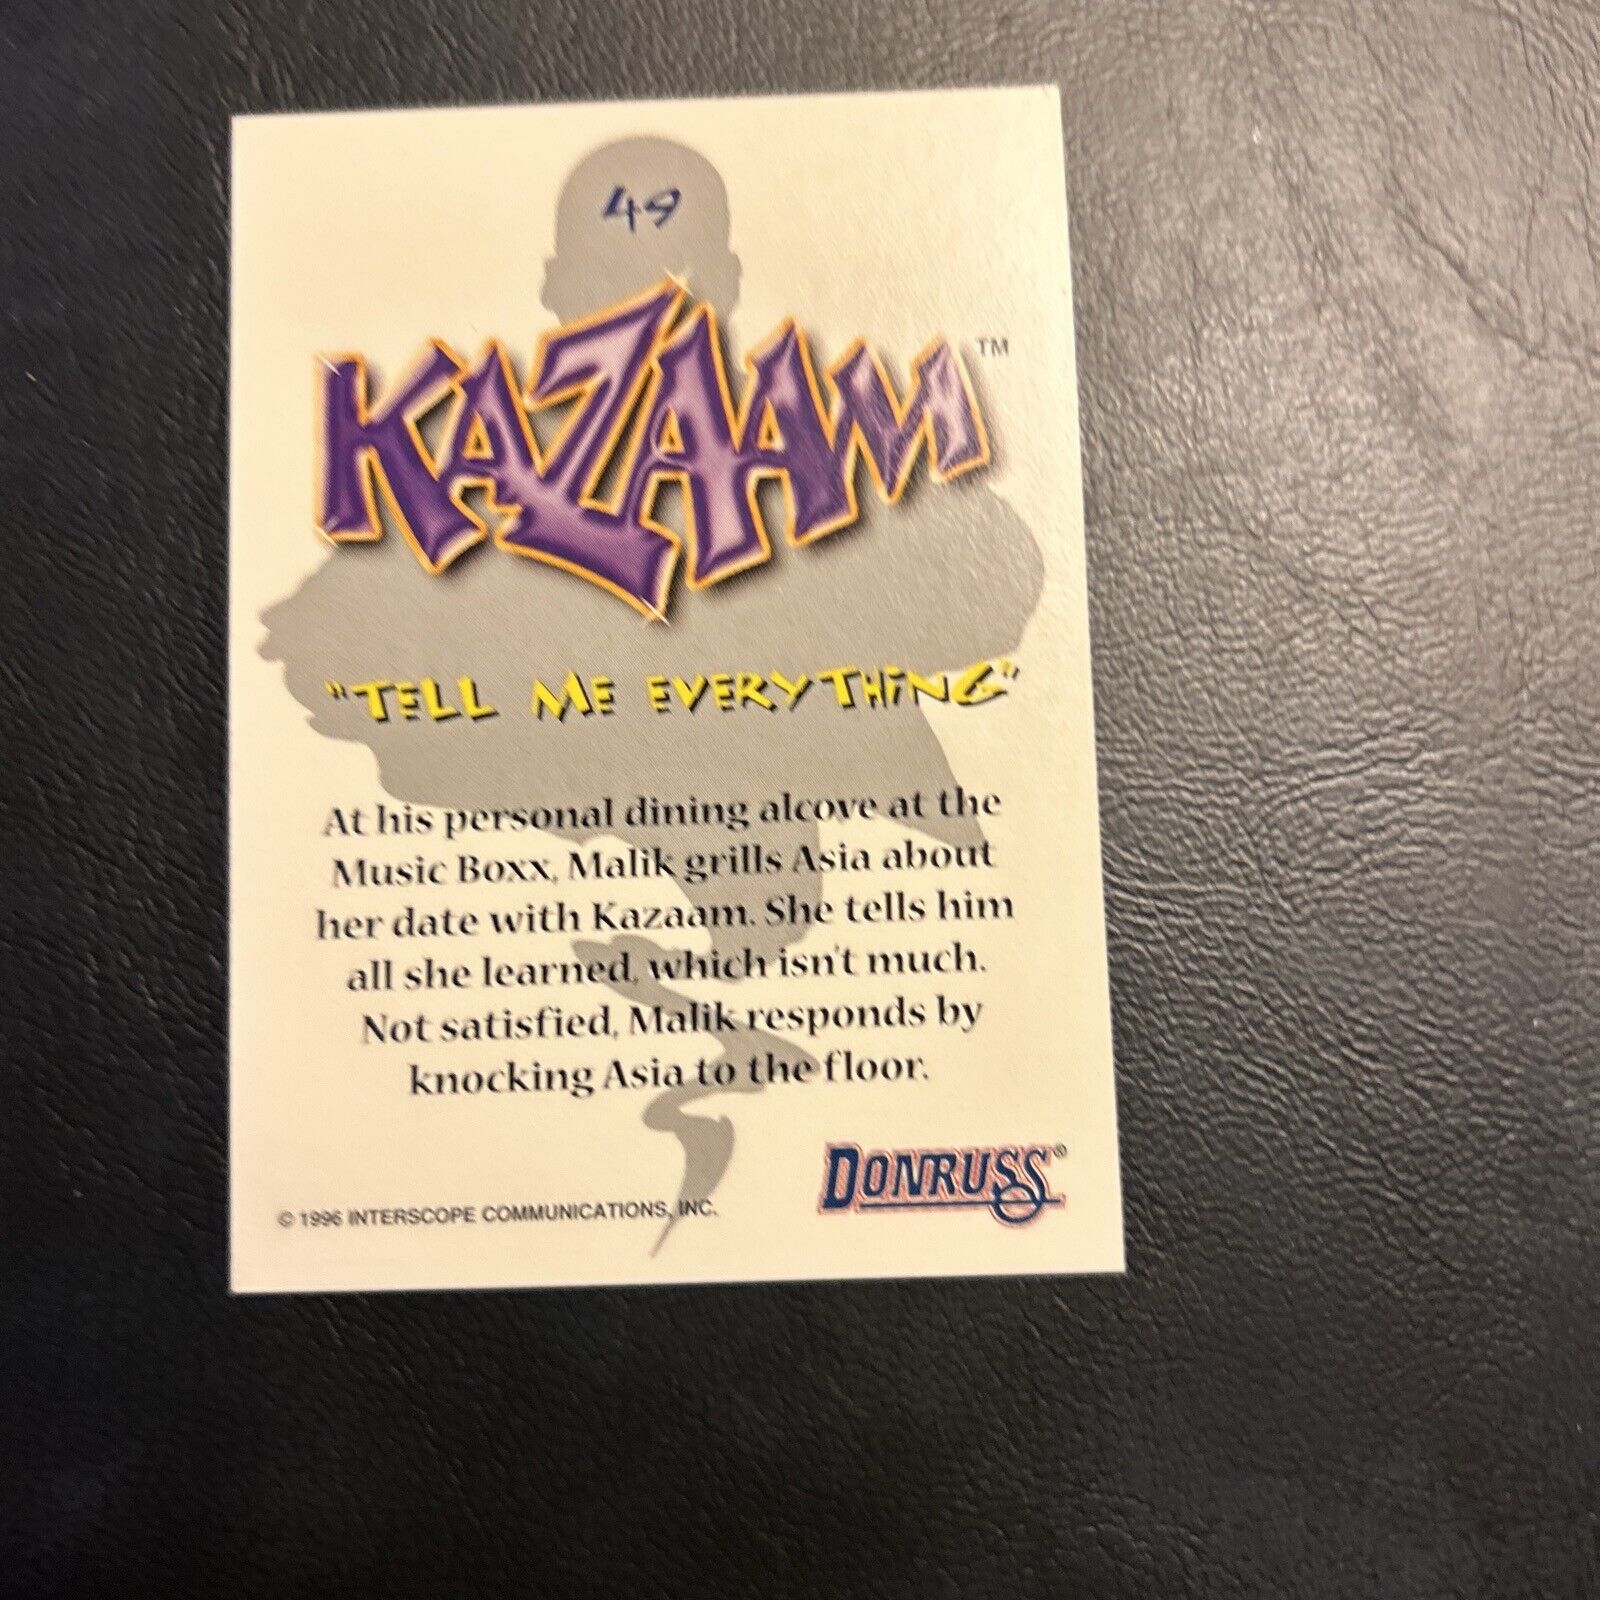 49
KAZAAM™
"TELL ME EVERYTHING"
At his personal dining alcove at the
Music Boxx, Malik grills Asia about
her date with Kazaam. She tells him
all she learned, which isn't much.
Not satisfied, Malik responds by
knocking Asia to the floor.
DONRUSS®
© 1996 INTERSCOPE COMMUNICATIONS, INC.